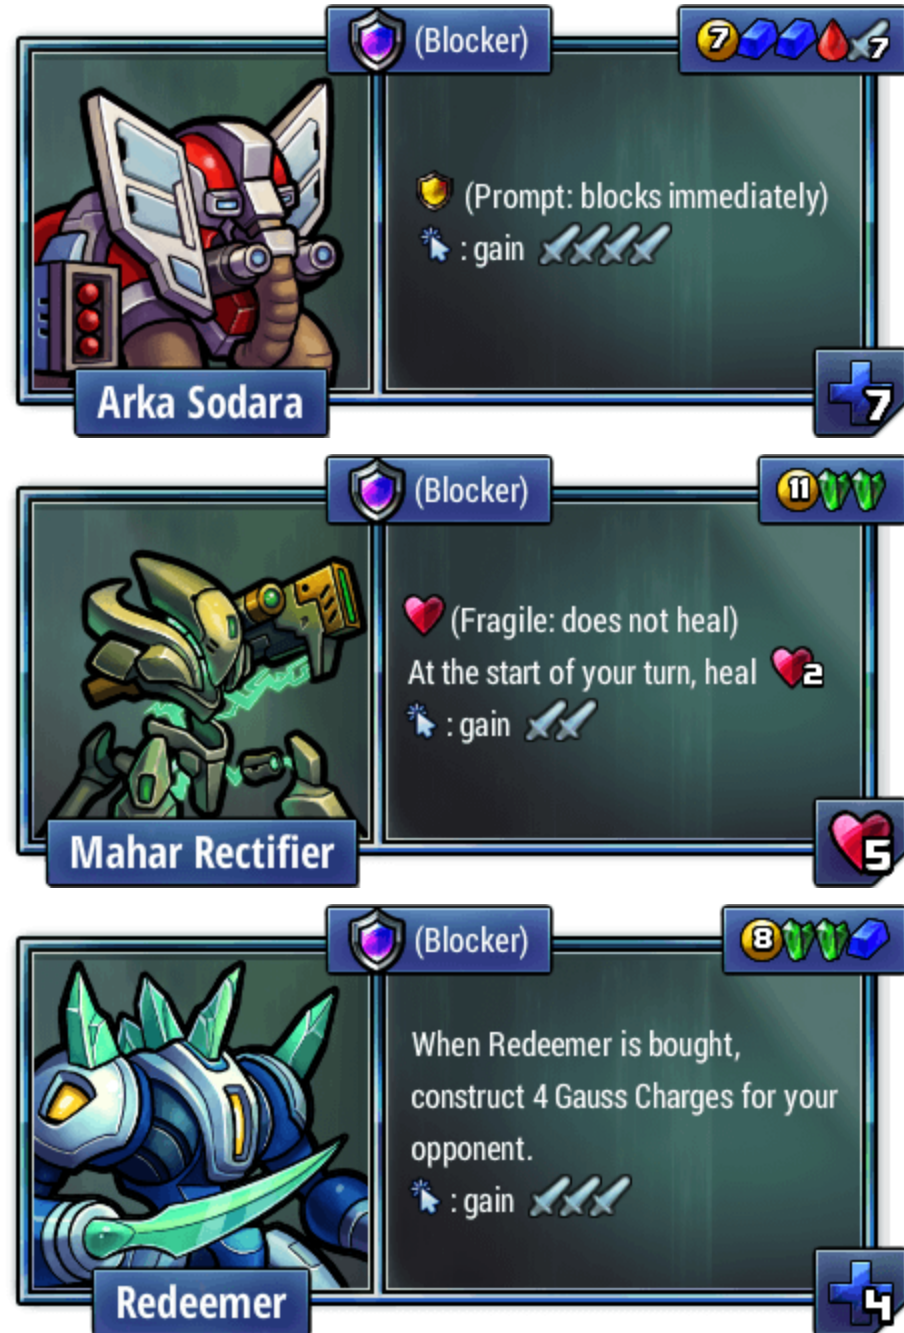 (Blocker)
7 7
(Prompt: blocks immediately)
: gain
Arka Sodara
7
(Blocker)
11
(Fragile: does not heal)
At the start of your turn, heal 2
: gain
Mahar Rectifier
5
(Blocker)
8
When Redeemer is bought,
construct 4 Gauss Charges for your
opponent.
: gain
Redeemer
4